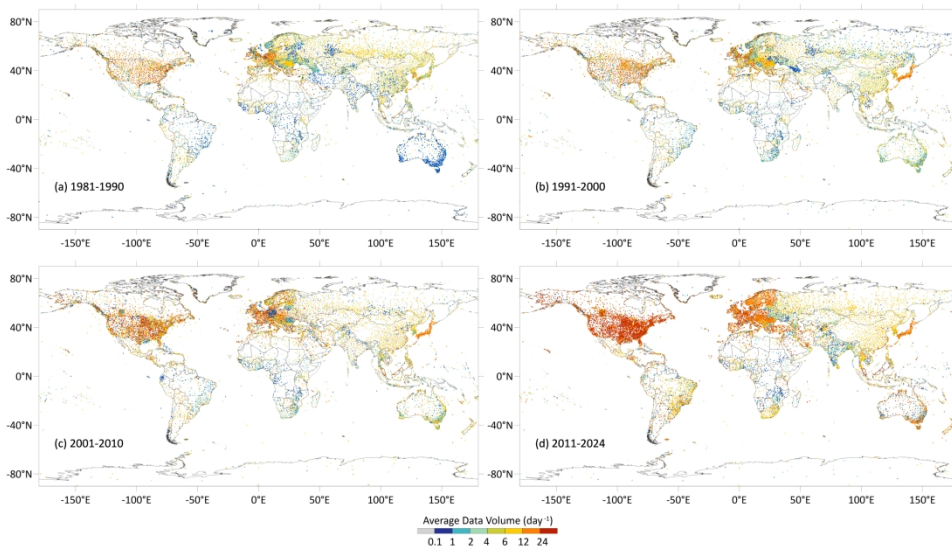 80°N
40°N
0°N
-40°N
-80°N
(a) 1981-1990
-150°E -100°E -50°E 0°E 50°E 100°E 150°E
80°N
40°N
0°N
-40°N
-80°N
(b) 1991-2000
-150°E -100°E -50°E 0°E 50°E 100°E 150°E
80°N
40°N
0°N
-40°N
-80°N
(c) 2001-2010
-150°E -100°E -50°E 0°E 50°E 100°E 150°E
80°N
40°N
0°N
-40°N
-80°N
(d) 2011-2024
-150°E -100°E -50°E 0°E 50°E 100°E 150°E
Average Data Volume (day⁻¹)
0.1 1 2 4 6 12 24